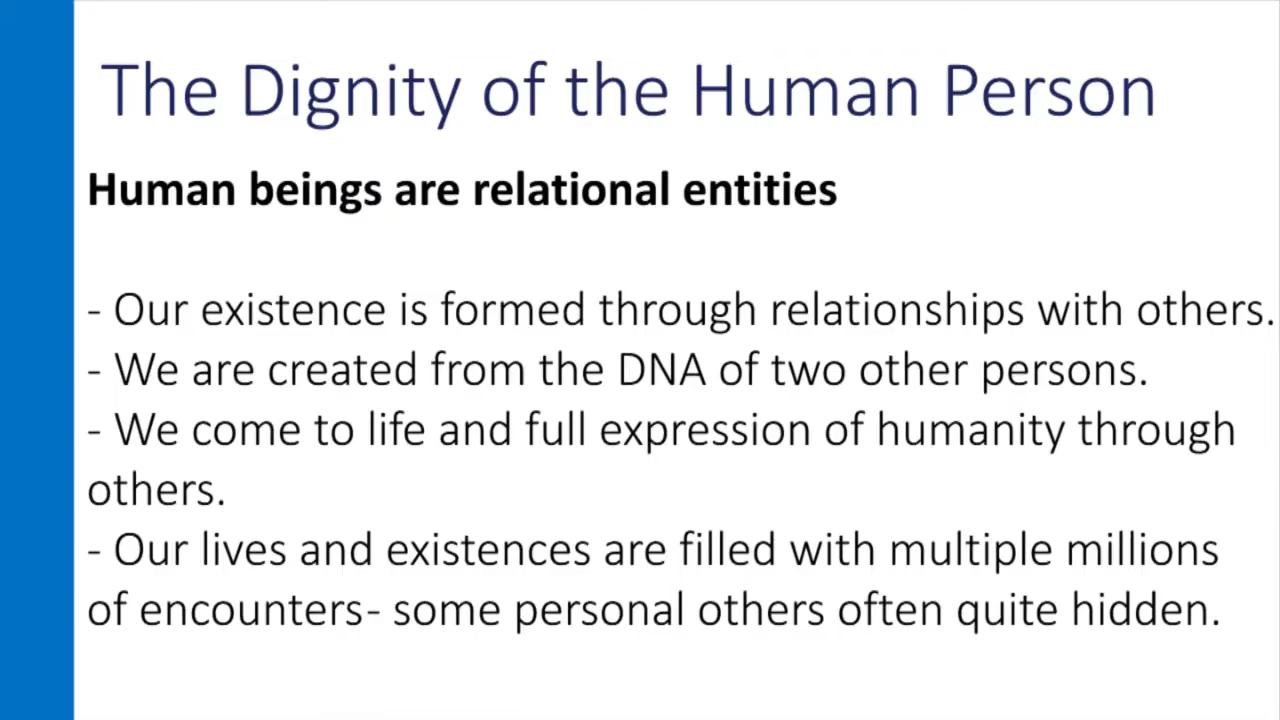 The Dignity of the Human Person
Human beings are relational entities
- Our existence is formed through relationships with others.
- We are created from the DNA of two other persons.
- We come to life and full expression of humanity through
others.
- Our lives and existences are filled with multiple millions
of encounters- some personal others often quite hidden.